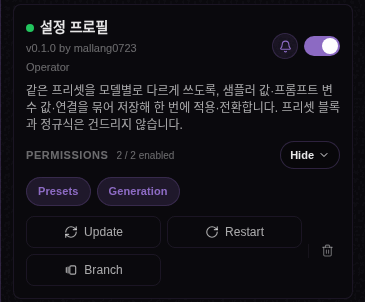 설정 프로필
v0.1.0 by mallang0723
Operator
같은 프리셋을 모델별로 다르게 쓰도록, 샘플러 값·프롬프트 변
수 값·연결을 묶어 저장해 한 번에 적용·전환합니다. 프리셋 블록
과 정규식은 건드리지 않습니다.
PERMISSIONS 2 / 2 enabled Hide
Presets Generation
Update Restart
Branch